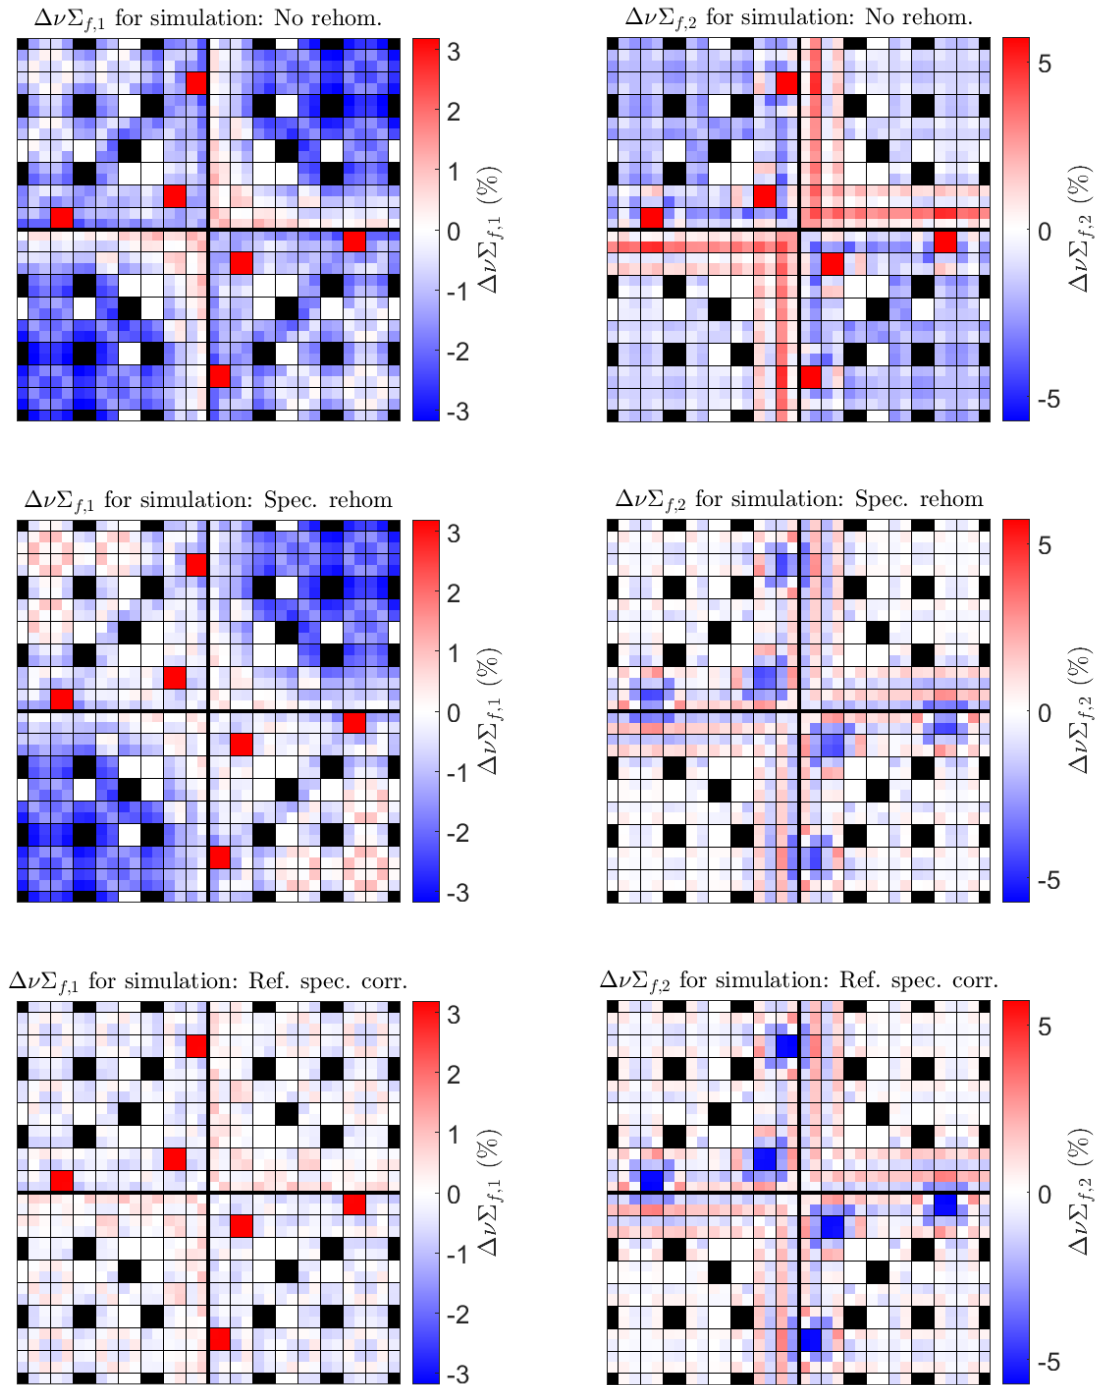 ΔνΣ_{f,1} for simulation: No rehom.
3
2
1
0
-1
-2
-3
ΔνΣ_{f,1} (%)
ΔνΣ_{f,2} for simulation: No rehom.
5
0
-5
ΔνΣ_{f,2} (%)
ΔνΣ_{f,1} for simulation: Spec. rehom
3
2
1
0
-1
-2
-3
ΔνΣ_{f,1} (%)
ΔνΣ_{f,2} for simulation: Spec. rehom
5
0
-5
ΔνΣ_{f,2} (%)
ΔνΣ_{f,1} for simulation: Ref. spec. corr.
3
2
1
0
-1
-2
-3
ΔνΣ_{f,1} (%)
ΔνΣ_{f,2} for simulation: Ref. spec. corr.
5
0
-5
ΔνΣ_{f,2} (%)